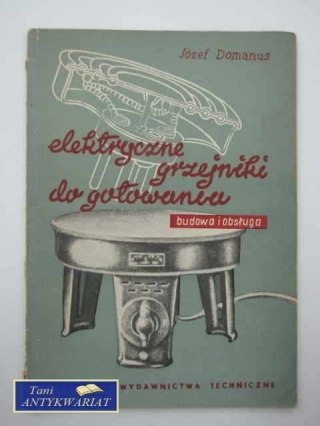 Józef Domanus
elektryczne
grzejniki
do gotowania
budowa i obsługa
WYDAWNICTWA TECHNICZNE
Tani
ANTYKWARIAT